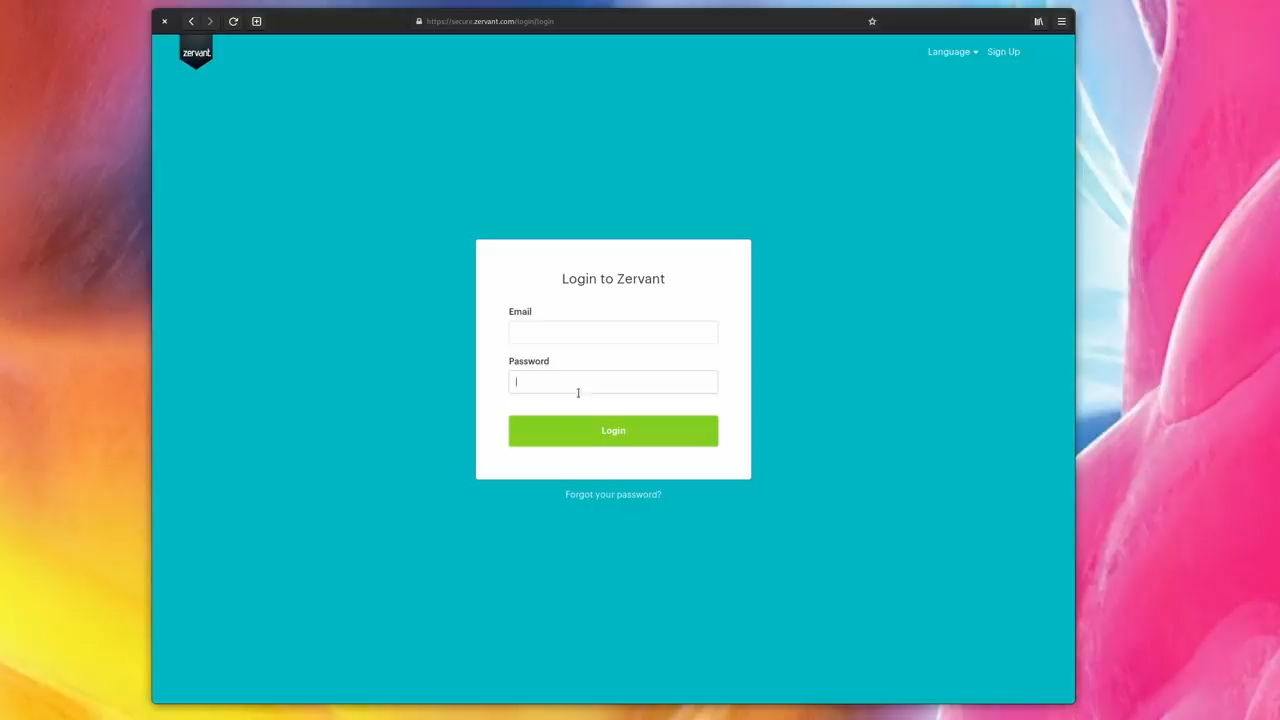 https://secure.zervant.com/login/login
zervant
Language Sign Up
Login to Zervant
Email
Password
Login
Forgot your password?